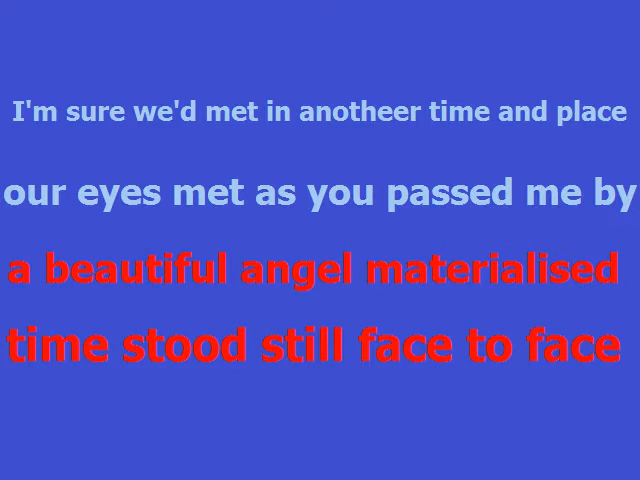 I'm sure we'd met in anotheer time and place
our eyes met as you passed me by
a beautiful angel materialised
time stood still face to face